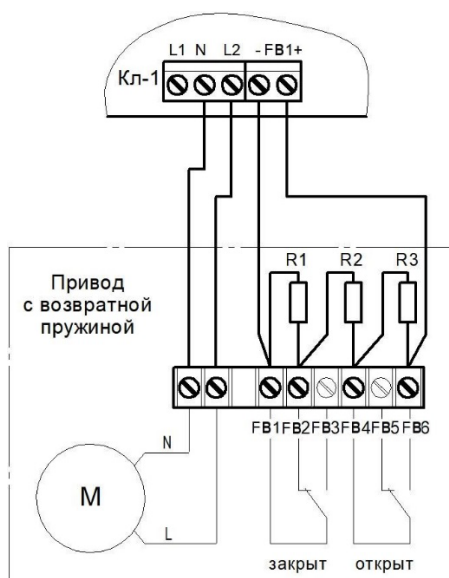 L1 N L2 - FB1+
Кл-1
R1 R2 R3
Привод
с возвратной
пружиной
FB1 FB2 FB3 FB4 FB5 FB6
N
M
L
закрыт открыт